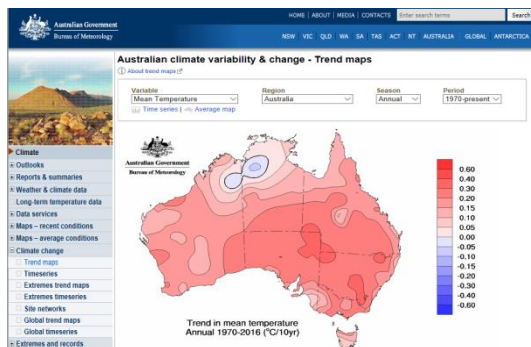 Australian Government
Bureau of Meteorology
HOME | ABOUT | MEDIA | CONTACTS
Enter search terms
Search
NSW VIC QLD WA SA TAS ACT NT AUSTRALIA GLOBAL ANTARCTICA
Australian climate variability & change - Trend maps
About trend maps
Variable
Mean Temperature
Region
Australia
Season
Annual
Period
1970-present
Time series | Average map
Climate
Outlooks
Reports & summaries
Weather & climate data
Long-term temperature data
Data services
Maps – recent conditions
Maps – average conditions
Climate change
Trend maps
Timeseries
Extremes trend maps
Extremes timeseries
Site networks
Global trend maps
Global timeseries
Extremes and records
Australian Government
Bureau of Meteorology
0.60
0.40
0.30
0.20
0.15
0.10
0.05
0.00
-0.05
-0.10
-0.15
-0.20
-0.30
-0.40
-0.60
Trend in mean temperature
Annual 1970-2016 (°C/10yr)